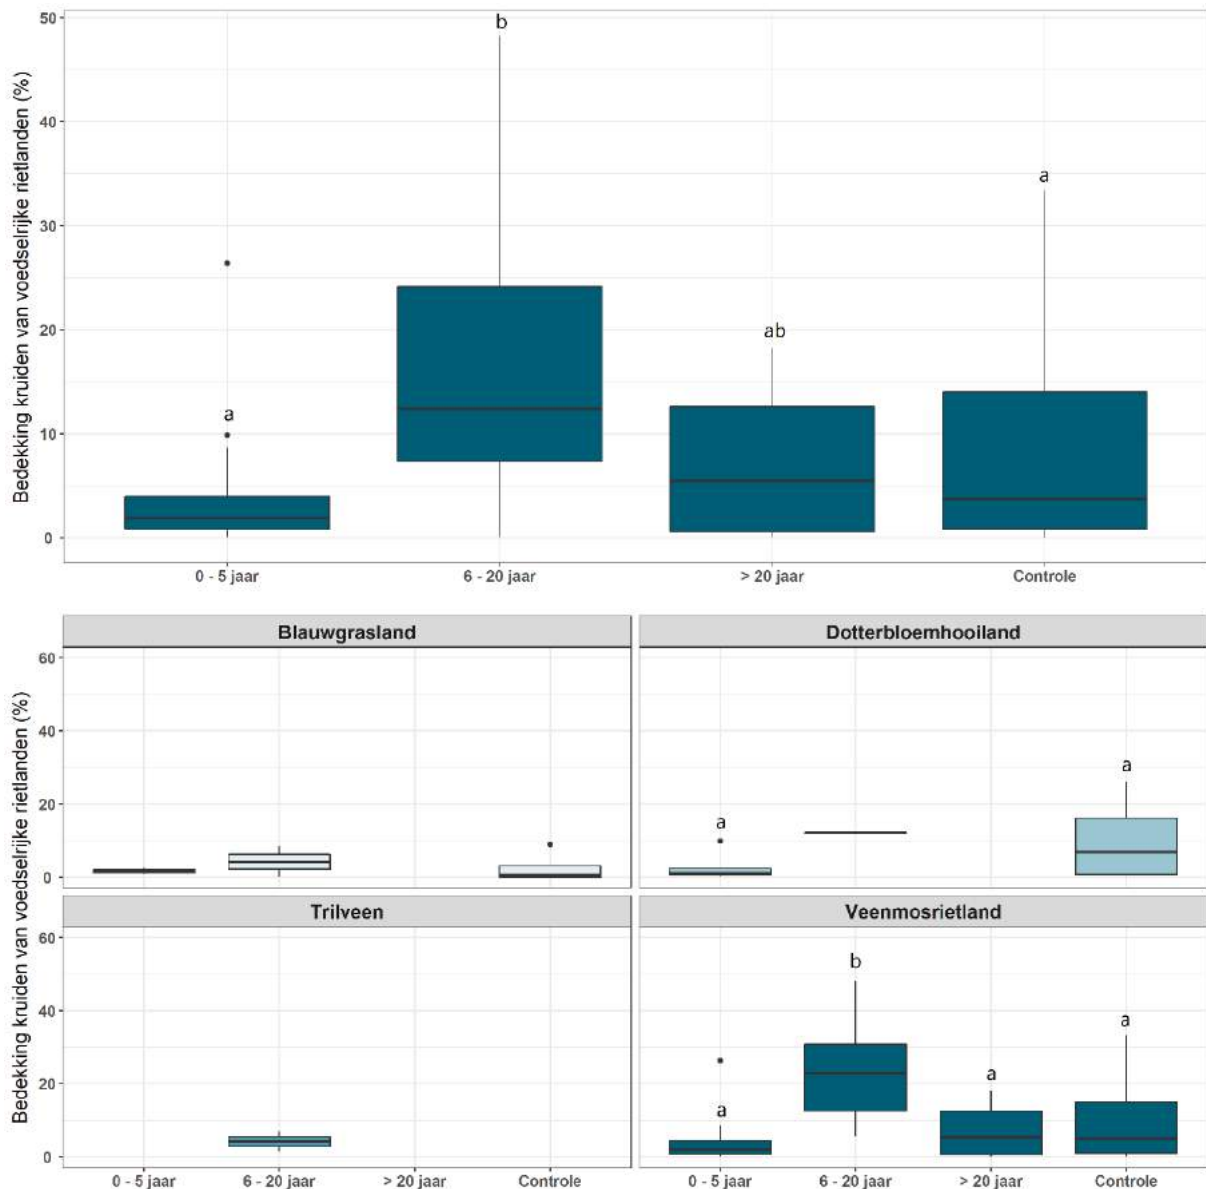 Bedekking kruiden van voedselrijke rietlanden (%)
50
40
30
20
10
0
a
b
ab
a
0 - 5 jaar
6 - 20 jaar
> 20 jaar
Controle
Bedekking kruiden van voedselrijke rietlanden (%)
Blauwgrasland
Dotterbloemhooiland
60
40
20
0
a
a
Trilveen
Veenmosrietland
60
40
20
0
a
b
a
a
0 - 5 jaar
6 - 20 jaar
> 20 jaar
Controle
0 - 5 jaar
6 - 20 jaar
> 20 jaar
Controle